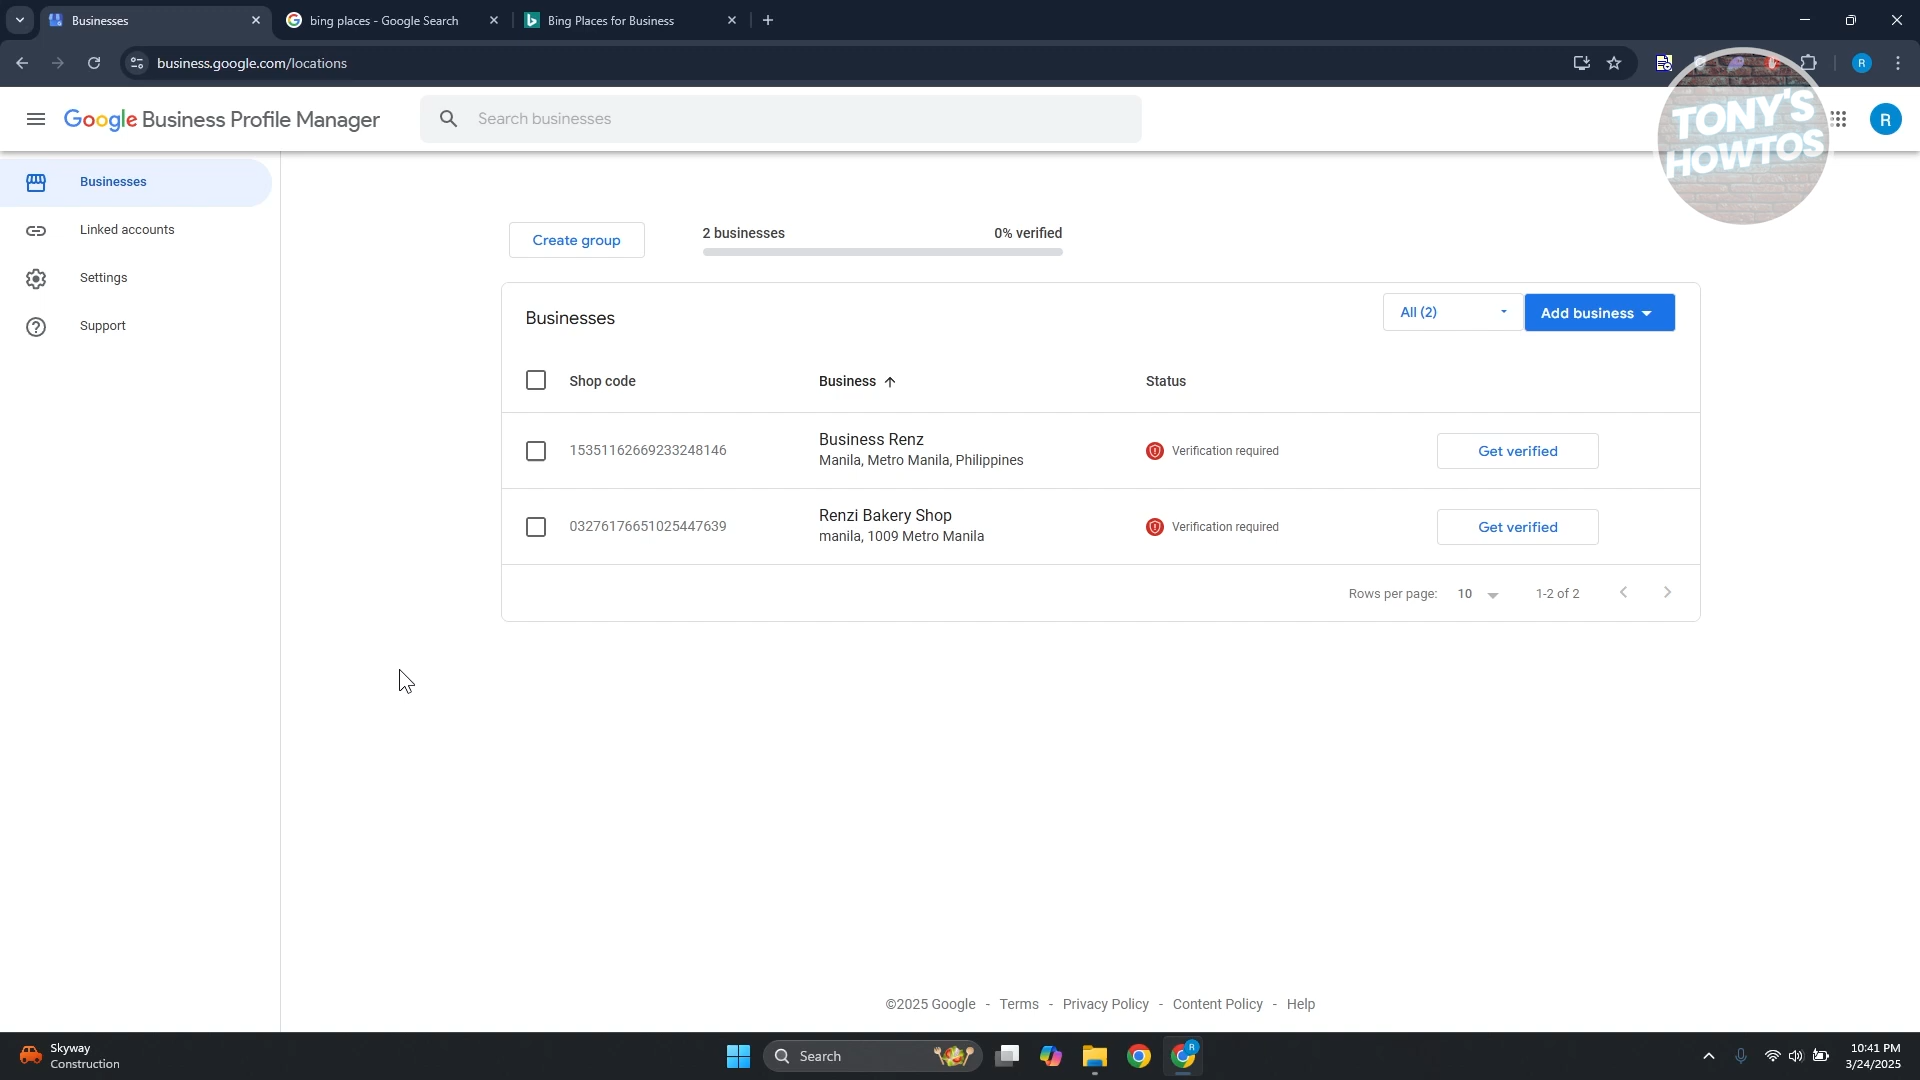 Businesses
bing places - Google Search
Bing Places for Business
business.google.com/locations
R
Google Business Profile Manager
Search businesses
TONY'S
HOWTOS
R
Businesses
Linked accounts
Settings
Support
Create group
2 businesses
0% verified
Businesses
All (2)
Add business
Shop code
Business
Status
15351162669233248146
Business Renz
Manila, Metro Manila, Philippines
Verification required
Get verified
03276176651025447639
Renzi Bakery Shop
manila, 1009 Metro Manila
Verification required
Get verified
Rows per page:
10
1-2 of 2
©2025 Google - Terms - Privacy Policy - Content Policy - Help
Skyway
Construction
Search
R
10:41 PM
3/24/2025